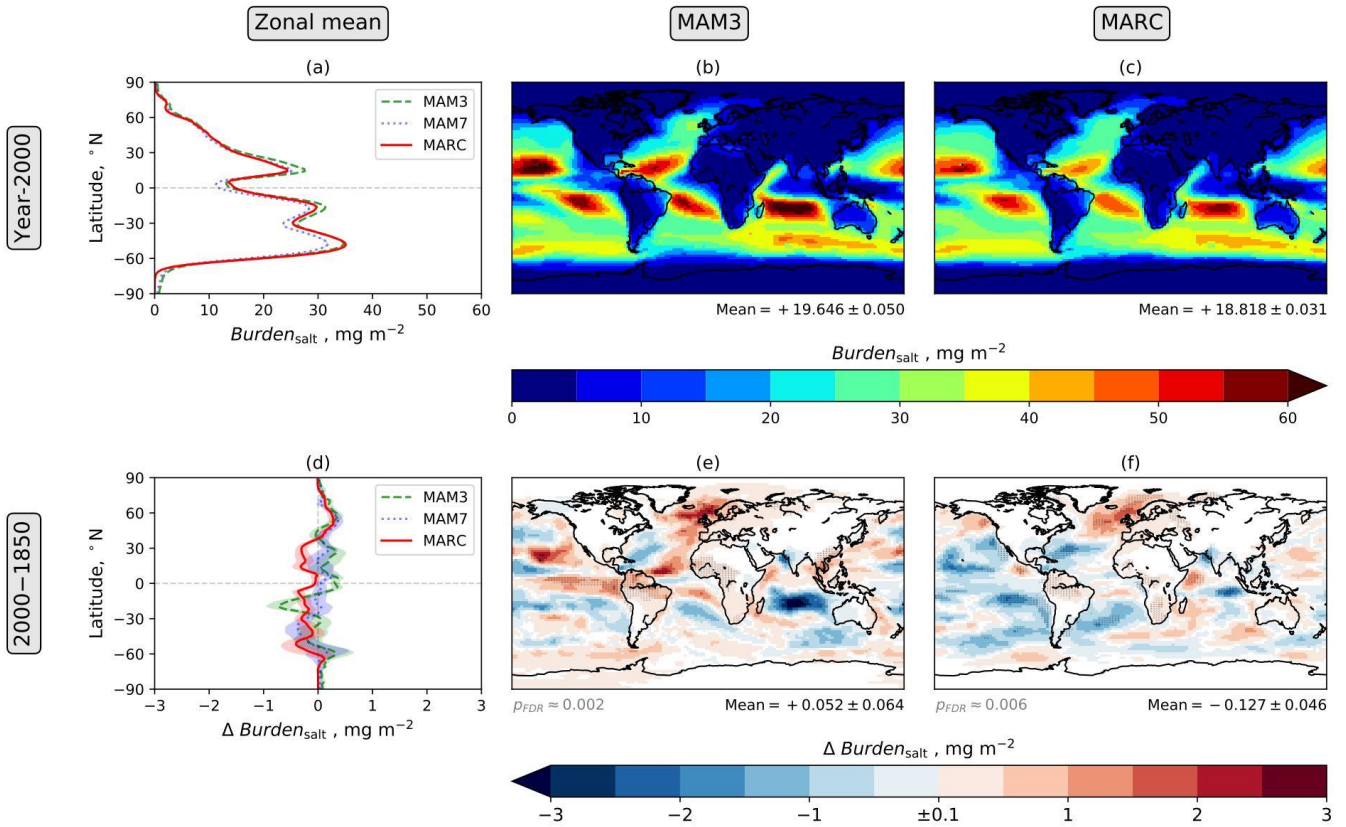 Zonal mean
MAM3
MARC
Year-2000
(a)
90
60
30
0
−30
−60
−90
Latitude, °N
MAM3
MAM7
MARC
0 10 20 30 40 50 60
Burden_salt , mg m⁻²
(b)
Mean = +19.646 ± 0.050
(c)
Mean = +18.818 ± 0.031
Burden_salt , mg m⁻²
0 10 20 30 40 50 60
2000−1850
(d)
90
60
30
0
−30
−60
−90
Latitude, °N
MAM3
MAM7
MARC
−3 −2 −1 0 1 2 3
Δ Burden_salt , mg m⁻²
(e)
p_FDR ≈ 0.002 Mean = +0.052 ± 0.064
(f)
p_FDR ≈ 0.006 Mean = −0.127 ± 0.046
Δ Burden_salt , mg m⁻²
−3 −2 −1 ±0.1 1 2 3